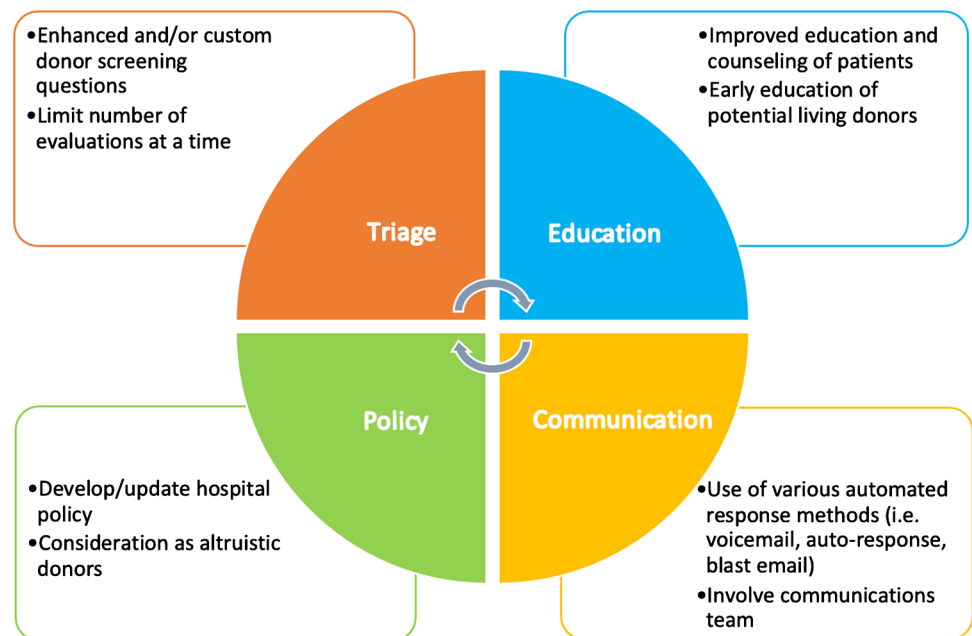 •Enhanced and/or custom
donor screening
questions
•Limit number of
evaluations at a time
•Improved education and
counseling of patients
•Early education of
potential living donors
Triage
Education
Policy
Communication
•Develop/update hospital
policy
•Consideration as altruistic
donors
•Use of various automated
response methods (i.e.
voicemail, auto-response,
blast email)
•Involve communications
team